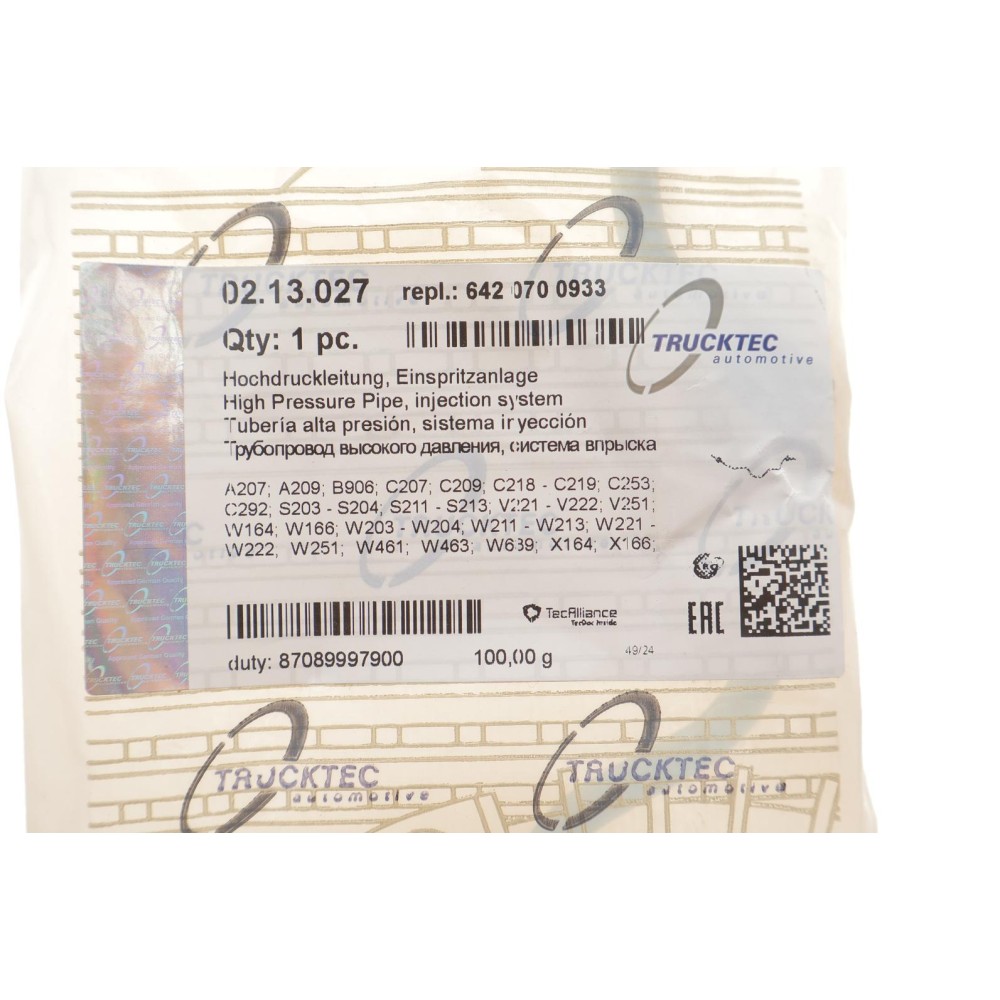 02.13.027 repl.: 642 070 0933
Qty: 1 pc.
TRUCKTEC
automotive
Hochdruckleitung, Einspritzanlage
High Pressure Pipe, injection system
Tubería alta presión, sistema inyección
Трубопровод высокого давления, система впрыска
A207; A209; B906; C207; C209; C218 - C219; C253;
C292; S203 - S204; S211 - S213; V221 - V222; V251;
W164; W166; W203 - W204; W211 - W213; W221 -
W222; W251; W461; W463; W639; X164; X166;
TecAlliance
TecDoc Inside
EAC
duty: 87089997900 100,00 g 49/24
TRUCKTEC
automotive
TRUCKTEC
automotive